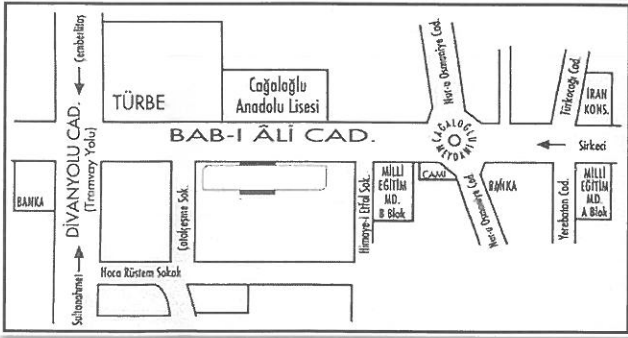 Çemberlitaş
DİVANYOLU CAD.
(Tramvay Yolu)
Sultanahmet
BANKA
TÜRBE
Cağaloğlu
Anadolu Lisesi
BAB-I ÂLİ CAD.
Çatalçeşme Sok.
Hoca Rüstem Sokak
Himaye-i Etfal Sok.
MİLLİ
EĞİTİM
MD.
B Blok
CAMİ
Nur-u Osmaniye Cad.
CAĞALOĞLU
MEYDANI
Nur-u Osmaniye Cad.
BANKA
Türkocağı Cad.
İRAN
KONS.
Sirkeci
Yerebatan Cad.
MİLLİ
EĞİTİM
MD.
A Blok